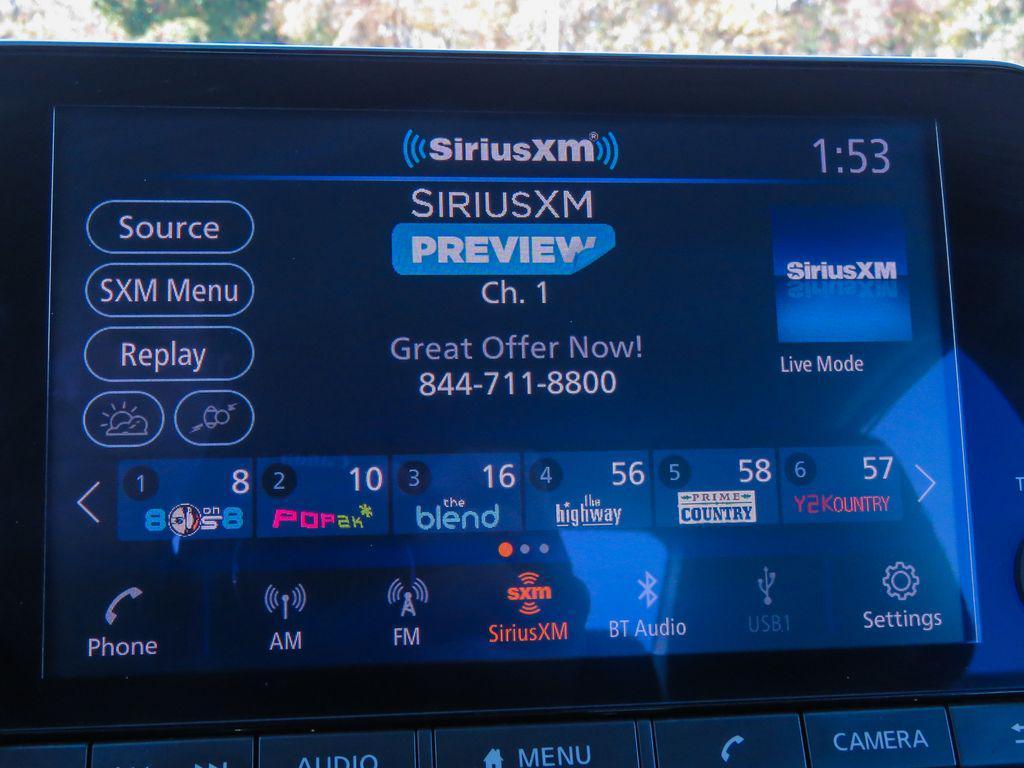 SiriusXM®
1:53
SIRIUSXM
PREVIEW
Ch. 1
Great Offer Now!
844-711-8800
Source
SXM Menu
Replay
SiriusXM
Live Mode
1 8
80s on 8
2 10
POP2K*
3 16
the
blend
4 56
the
highway
5 58
PRIME
COUNTRY
6 57
Y2KOUNTRY
Phone
AM
FM
sxm
SiriusXM
BT Audio
USB1
Settings
AUDIO
MENU
CAMERA